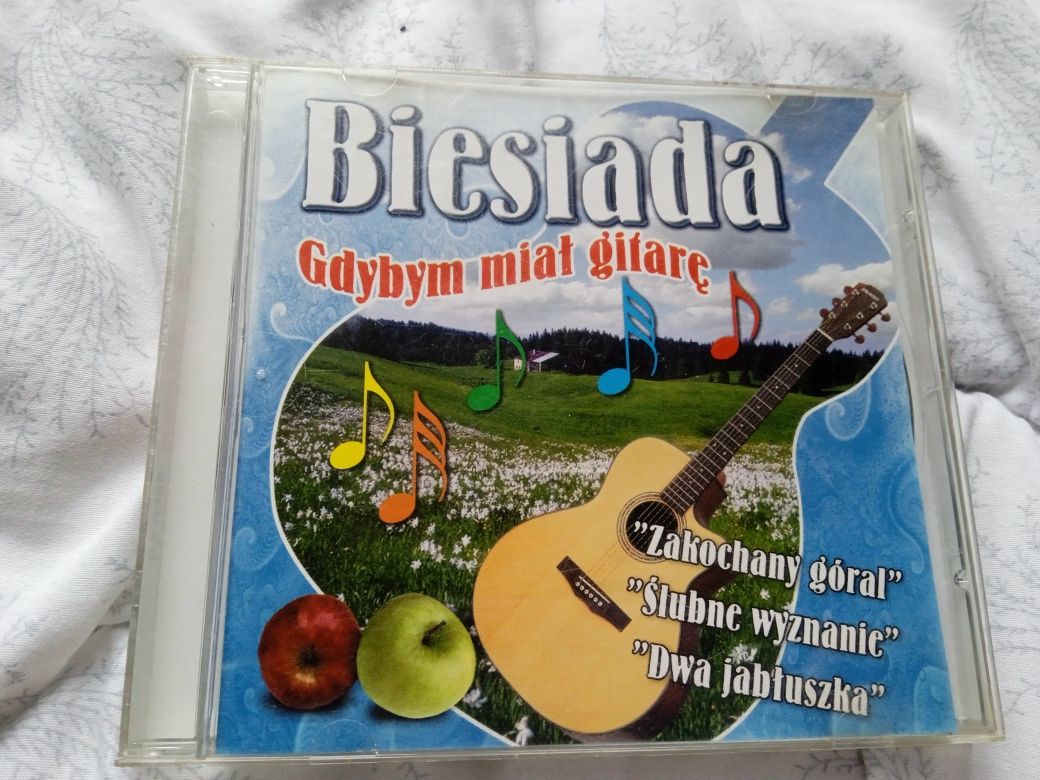 Biesiada
Gdybym miał gitarę
"Zakochany góral"
"Ślubne wyznanie"
"Dwa jabłuszka"